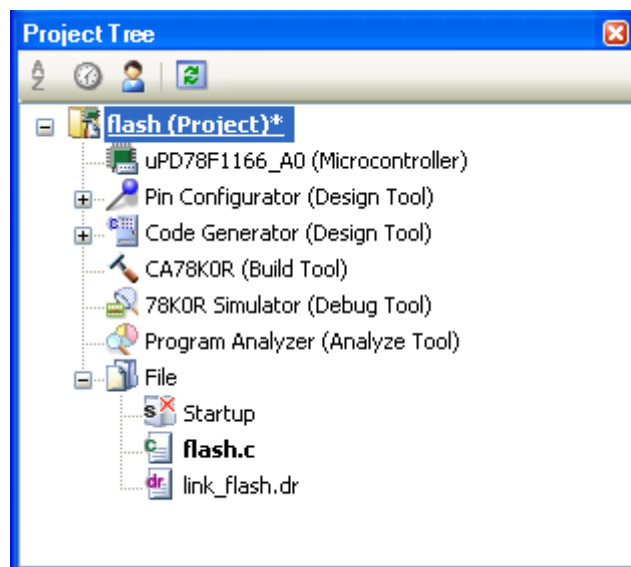 Project Tree
flash (Project)*
uPD78F1166_A0 (Microcontroller)
Pin Configurator (Design Tool)
Code Generator (Design Tool)
CA78K0R (Build Tool)
78K0R Simulator (Debug Tool)
Program Analyzer (Analyze Tool)
File
Startup
flash.c
link_flash.dr